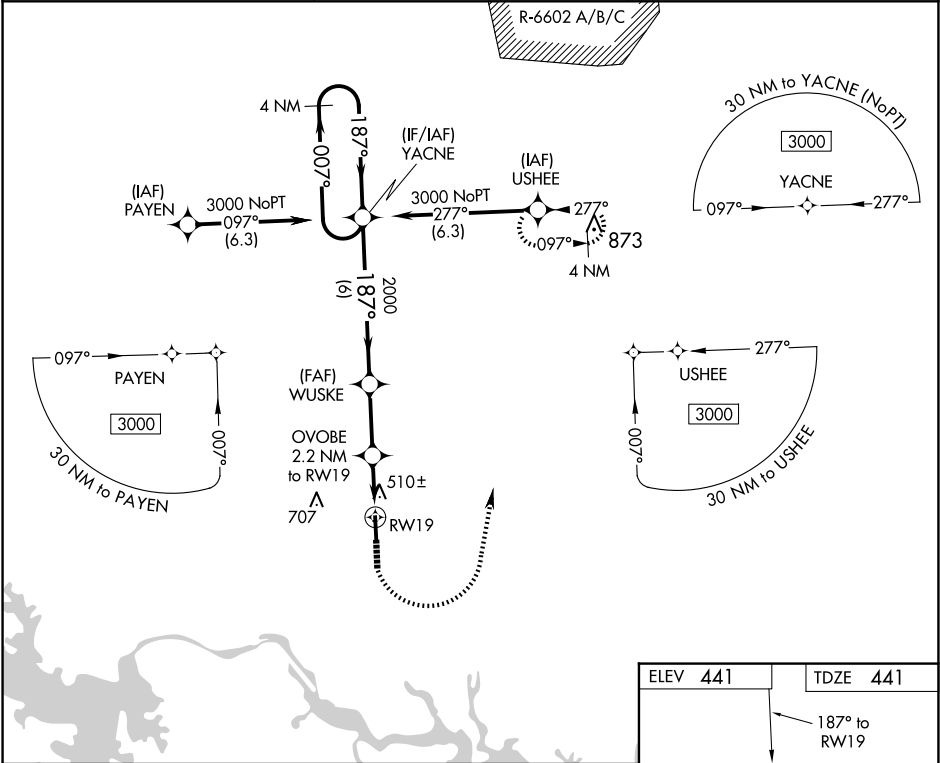 R-6602 A/B/C
30 NM to YACNE (NoPT)
3000
YACNE
097°
277°
4 NM
187°
007°
(IF/IAF)
YACNE
(IAF)
PAYEN
3000 NoPT
097°
(6.3)
(IAF)
USHEE
3000 NoPT
277°
(6.3)
277°
097°
873
4 NM
2000
187°
(6)
097°
PAYEN
3000
007°
30 NM to PAYEN
277°
USHEE
3000
007°
30 NM to USHEE
(FAF)
WUSKE
OVOBE
2.2 NM
to RW19
510±
707
RW19
ELEV 441
TDZE 441
187° to
RW19